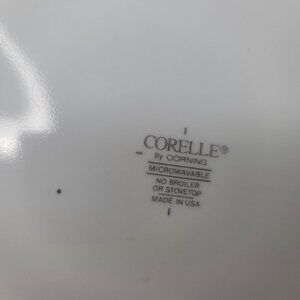 CORELLE®
By CORNING
MICROWAVABLE
NO BROILER
OR STOVETOP
MADE IN USA